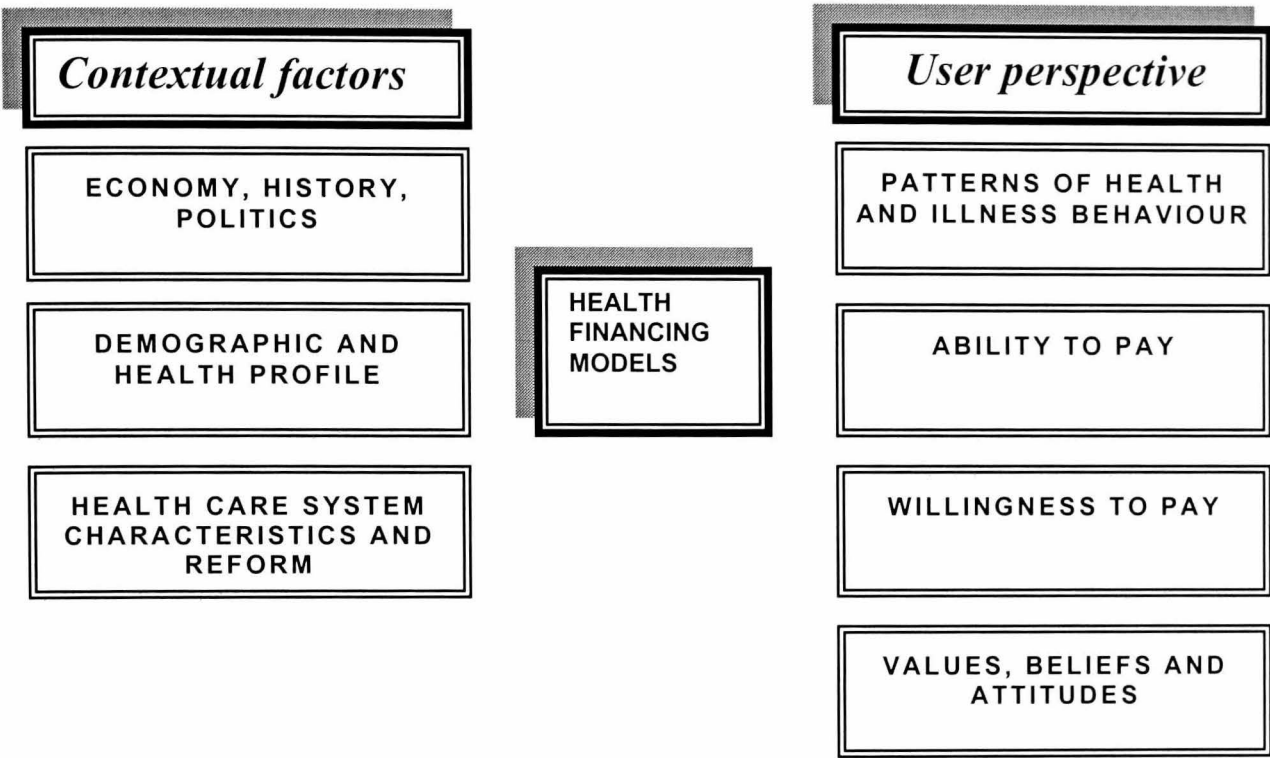 Contextual factors
ECONOMY, HISTORY,
POLITICS
DEMOGRAPHIC AND
HEALTH PROFILE
HEALTH CARE SYSTEM
CHARACTERISTICS AND
REFORM
HEALTH
FINANCING
MODELS
User perspective
PATTERNS OF HEALTH
AND ILLNESS BEHAVIOUR
ABILITY TO PAY
WILLINGNESS TO PAY
VALUES, BELIEFS AND
ATTITUDES